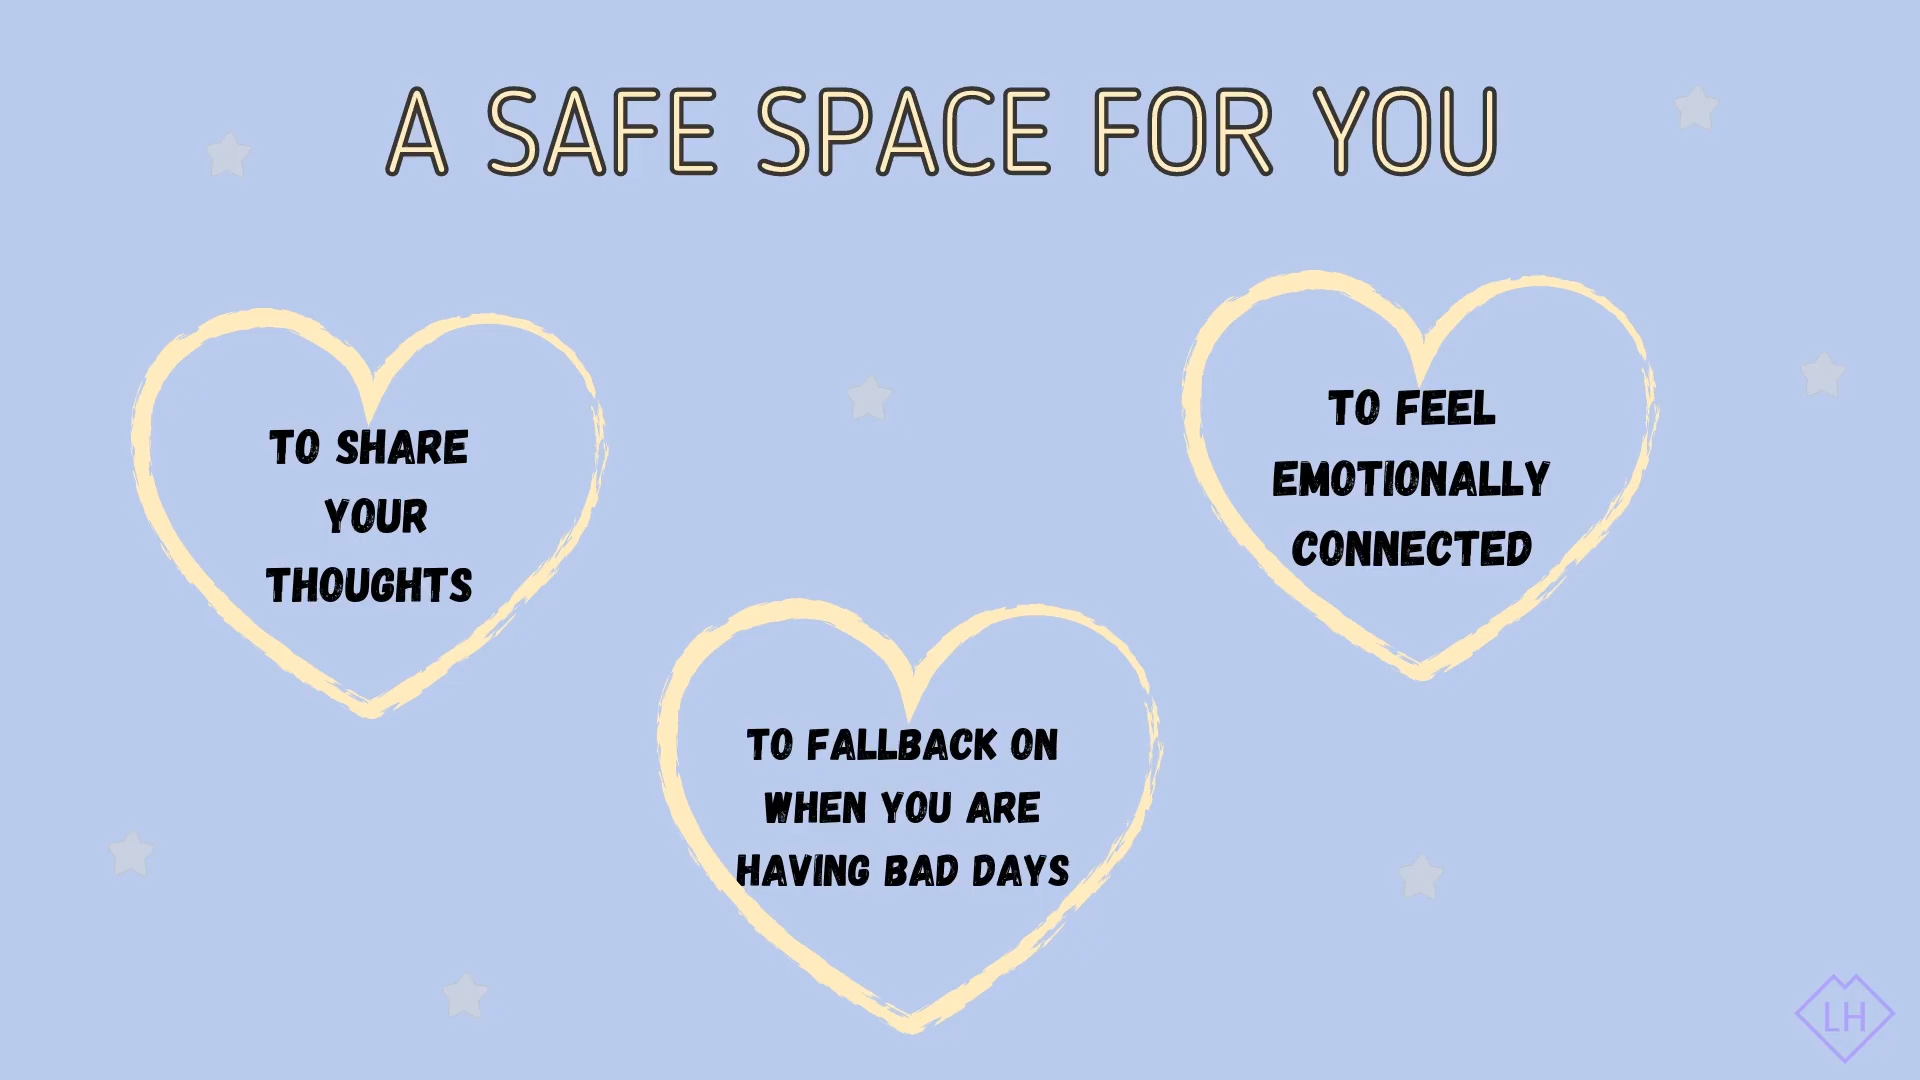 A SAFE SPACE FOR YOU
TO SHARE
YOUR
THOUGHTS
TO FEEL
EMOTIONALLY
CONNECTED
TO FALLBACK ON
WHEN YOU ARE
HAVING BAD DAYS
LH